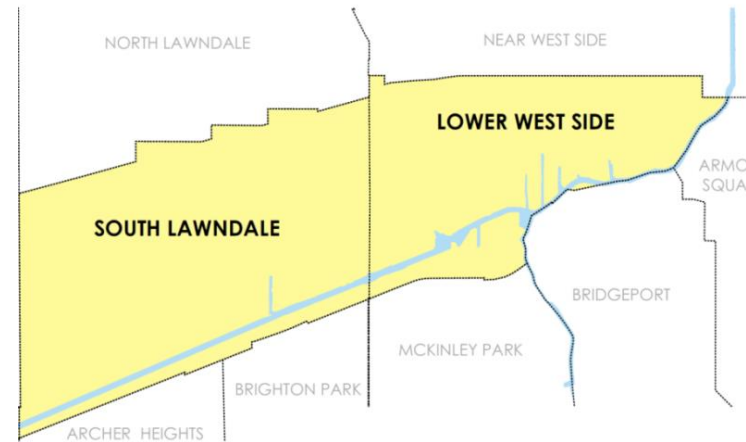 NORTH LAWNDALE
NEAR WEST SIDE
LOWER WEST SIDE
ARMO
SQUA
SOUTH LAWNDALE
BRIDGEPORT
MCKINLEY PARK
BRIGHTON PARK
ARCHER HEIGHTS